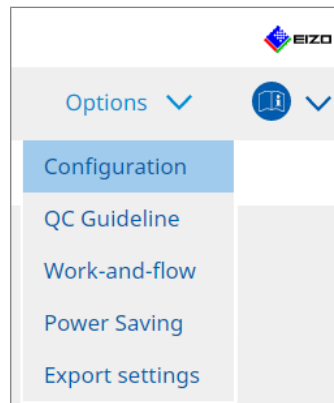 EIZO
Options
Configuration
QC Guideline
Work-and-flow
Power Saving
Export settings